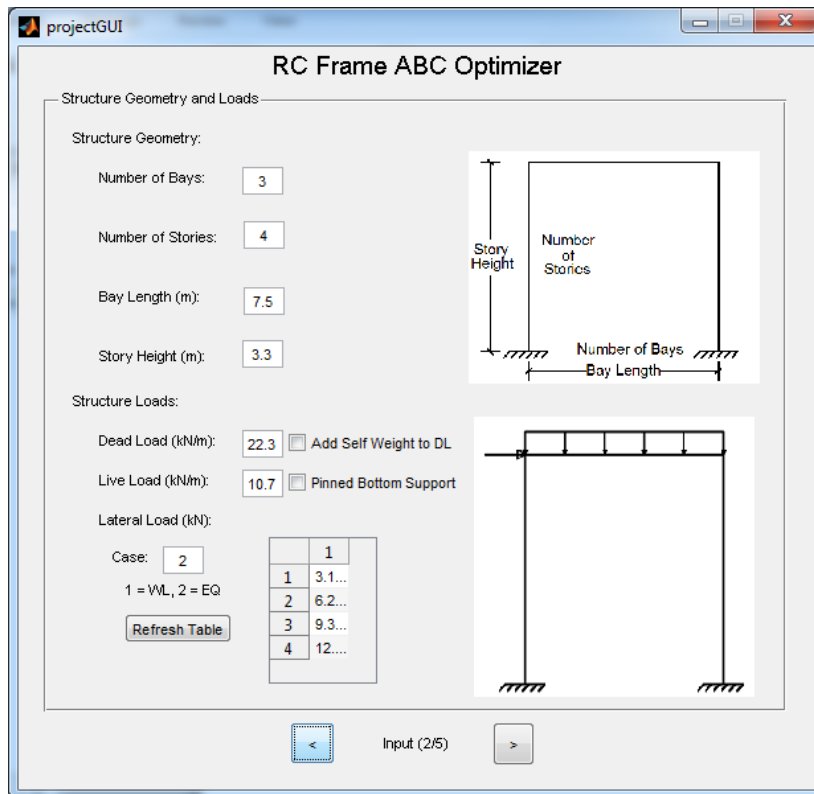 projectGUI
RC Frame ABC Optimizer
Structure Geometry and Loads
Structure Geometry:
Number of Bays: 3
Number of Stories: 4
Bay Length (m): 7.5
Story Height (m): 3.3
Story
Height
Number
of
Stories
Number of Bays
Bay Length
Structure Loads:
Dead Load (kN/m): 22.3 Add Self Weight to DL
Live Load (kN/m): 10.7 Pinned Bottom Support
Lateral Load (kN):
Case: 2
1 = WL, 2 = EQ
Refresh Table
1
1 3.1...
2 6.2...
3 9.3...
4 12....
< Input (2/5) >